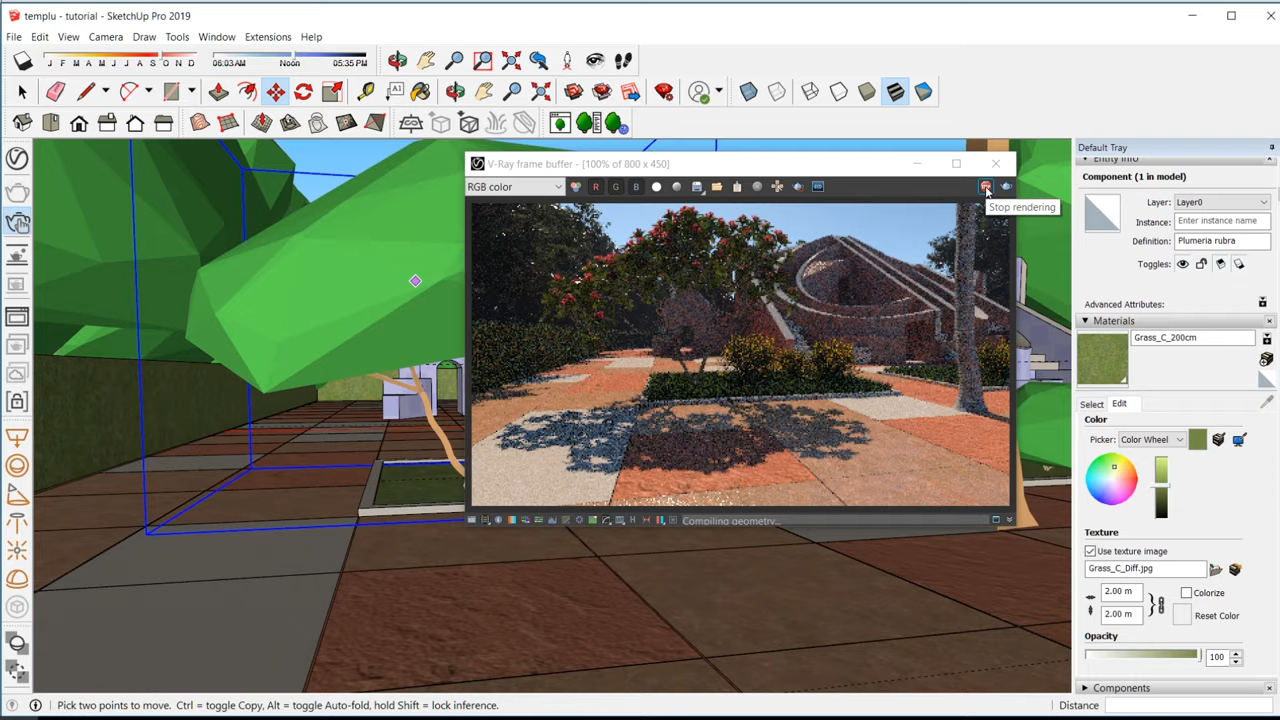 templu - tutorial - SketchUp Pro 2019
File Edit View Camera Draw Tools Window Extensions Help
J F M A M J J A S O N D 06:03 AM Noon 05:35 PM
A1
V-Ray frame buffer - [100% of 800 x 450]
RGB color R G B
Stop rendering
Compiling geometry...
H
Default Tray
Entity Info
Component (1 in model)
Layer: Layer0
Instance: Enter instance name
Definition: Plumeria rubra
Toggles:
Advanced Attributes:
Materials
Grass_C_200cm
Select Edit
Color
Picker: Color Wheel
Texture
Use texture image
Grass_C_Diff.jpg
2.00 m Colorize
2.00 m Reset Color
Opacity
100
Components
Pick two points to move. Ctrl = toggle Copy, Alt = toggle Auto-fold, hold Shift = lock inference. Distance